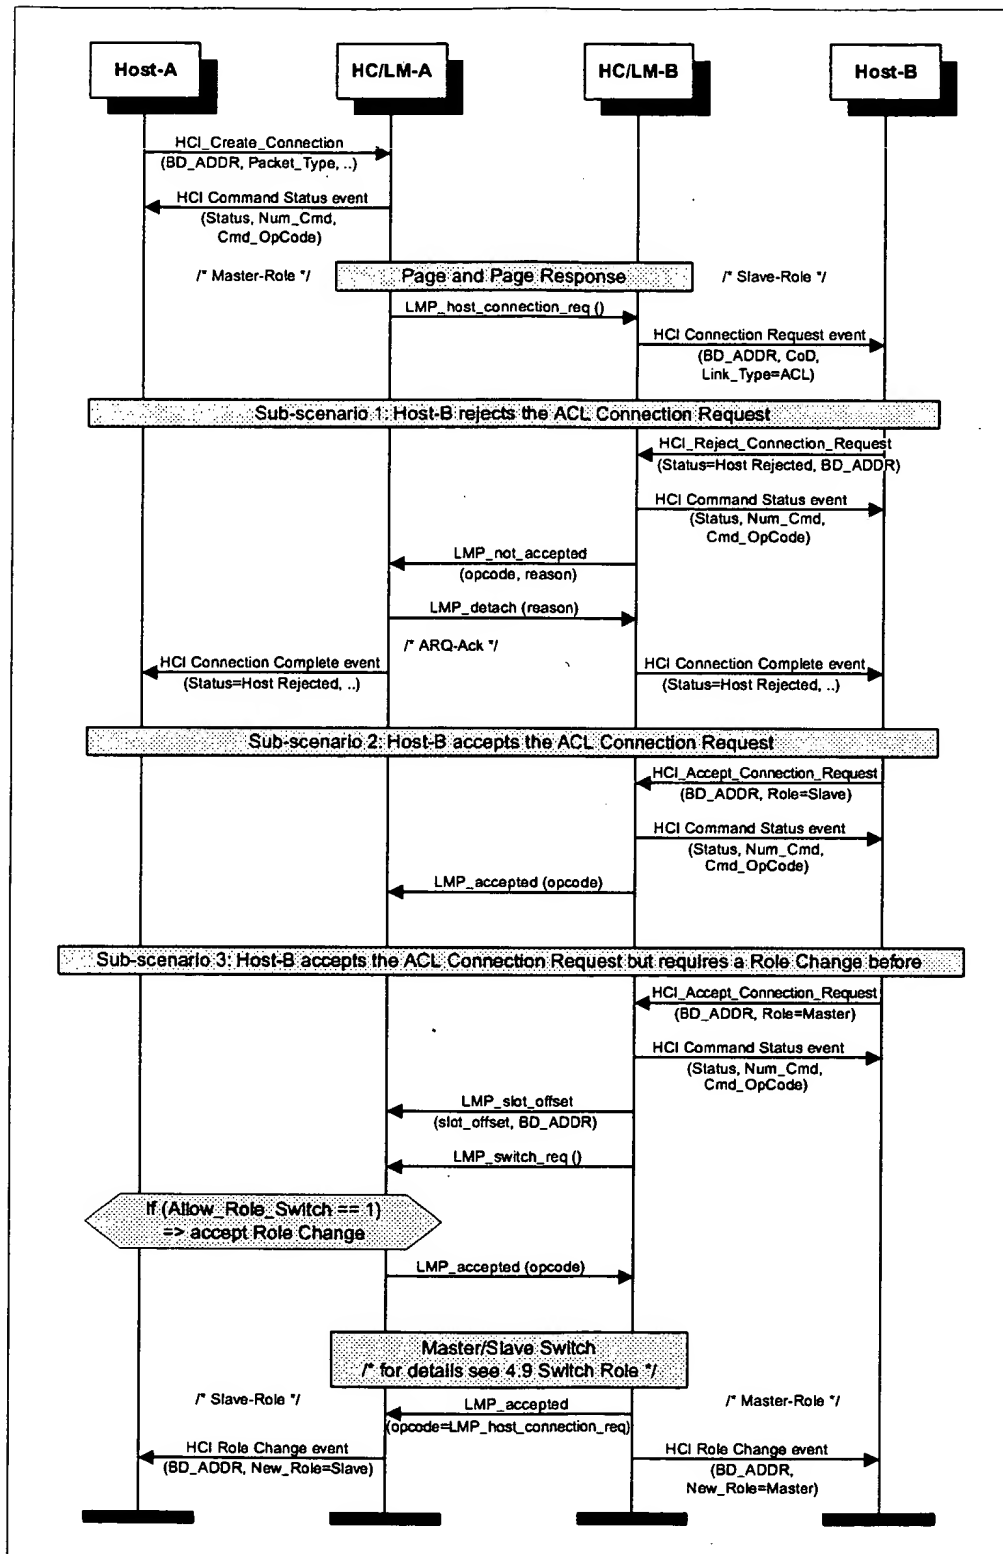 Host-A HC/LM-A HC/LM-B Host-B
HCI_Create_Connection
(BD_ADDR, Packet_Type, ..)
HCI Command Status event
(Status, Num_Cmd,
Cmd_OpCode)
/* Master-Role */ Page and Page Response /* Slave-Role */
LMP_host_connection_req ()
HCI Connection Request event
(BD_ADDR, CoD,
Link_Type=ACL)
Sub-scenario 1: Host-B rejects the ACL Connection Request
HCI_Reject_Connection_Request
(Status=Host Rejected, BD_ADDR)
HCI Command Status event
(Status, Num_Cmd,
Cmd_OpCode)
LMP_not_accepted
(opcode, reason)
LMP_detach (reason)
/* ARQ-Ack */
HCI Connection Complete event
(Status=Host Rejected, ..)
HCI Connection Complete event
(Status=Host Rejected, ..)
Sub-scenario 2: Host-B accepts the ACL Connection Request
HCI_Accept_Connection_Request
(BD_ADDR, Role=Slave)
HCI Command Status event
(Status, Num_Cmd,
Cmd_OpCode)
LMP_accepted (opcode)
Sub-scenario 3: Host-B accepts the ACL Connection Request but requires a Role Change before
HCI_Accept_Connection_Request
(BD_ADDR, Role=Master)
HCI Command Status event
(Status, Num_Cmd,
Cmd_OpCode)
LMP_slot_offset
(slot_offset, BD_ADDR)
LMP_switch_req ()
If (Allow_Role_Switch == 1)
=> accept Role Change
LMP_accepted (opcode)
Master/Slave Switch
/* for details see 4.9 Switch Role */
/* Slave-Role */ /* Master-Role */
LMP_accepted
(opcode=LMP_host_connection_req)
HCI Role Change event
(BD_ADDR, New_Role=Slave)
HCI Role Change event
(BD_ADDR,
New_Role=Master)